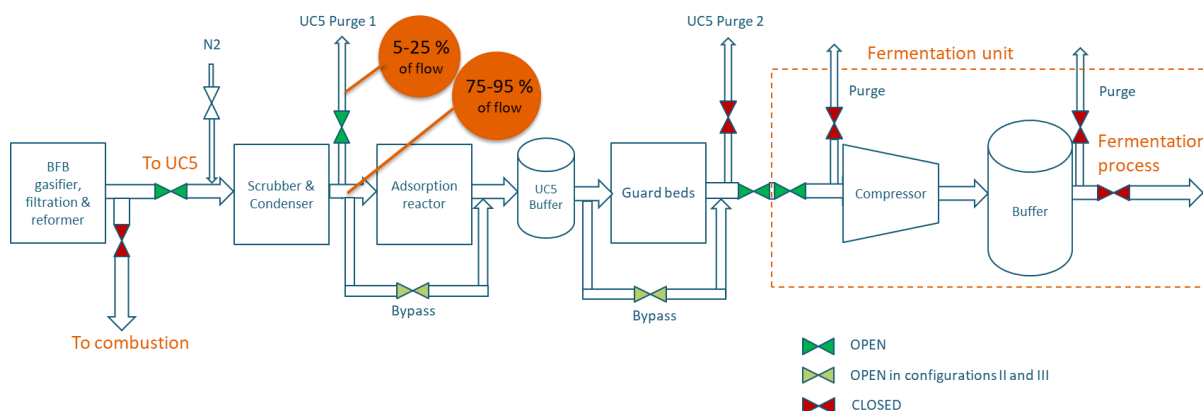 UC5 Purge 1
UC5 Purge 2
N2
5-25 %
of flow
75-95 %
of flow
Fermentation unit
Purge
Purge
To UC5
Fermentation
process
BFB
gasifier,
filtration &
reformer
Scrubber &
Condenser
Adsorption
reactor
UC5
Buffer
Guard beds
Compressor
Buffer
Bypass
Bypass
To combustion
OPEN
OPEN in configurations II and III
CLOSED